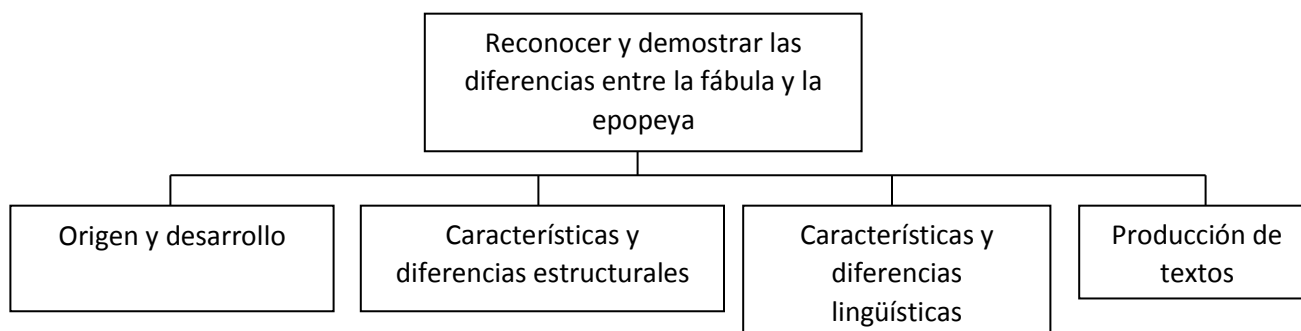 Reconocer y demostrar las
diferencias entre la fábula y la
epopeya
Origen y desarrollo
Características y
diferencias estructurales
Características y
diferencias
lingüísticas
Producción de
textos